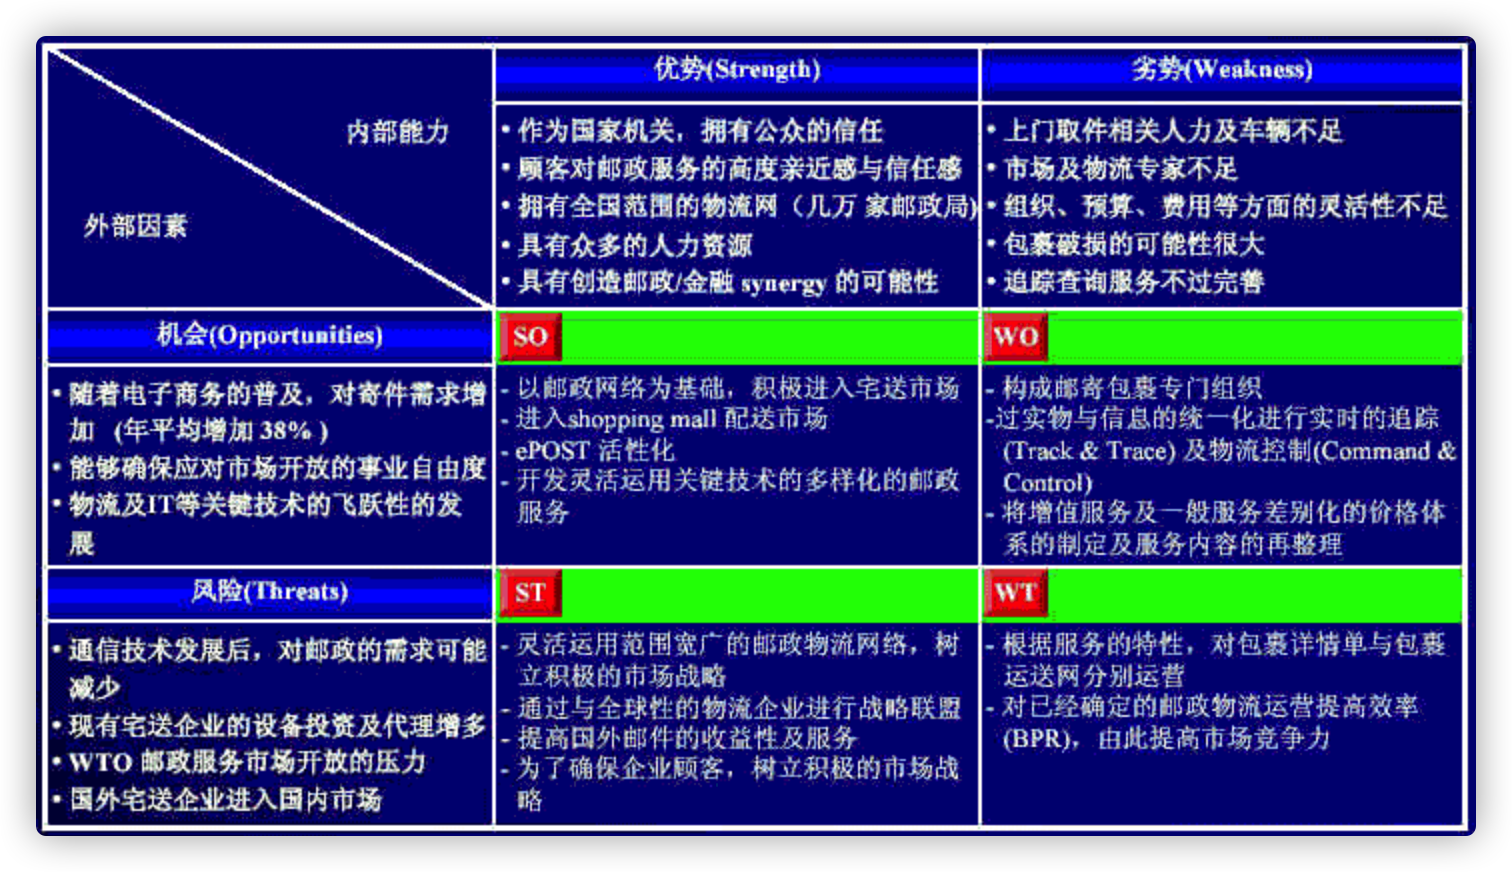 内部能力
外部因素
优势(Strength)
• 作为国家机关，拥有公众的信任
• 顾客对邮政服务的高度亲近感与信任感
• 拥有全国范围的物流网（几万 家邮政局)
• 具有众多的人力资源
• 具有创造邮政/金融 synergy 的可能性
劣势(Weakness)
• 上门取件相关人力及车辆不足
• 市场及物流专家不足
• 组织、预算、费用等方面的灵活性不足
• 包裹破损的可能性很大
• 追踪查询服务不过完善
机会(Opportunities)
• 随着电子商务的普及，对寄件需求增
加 (年平均增加 38% )
• 能够确保应对市场开放的事业自由度
• 物流及IT等关键技术的飞跃性的发
展
SO
- 以邮政网络为基础，积极进入宅送市场
- 进入shopping mall 配送市场
- ePOST 活性化
- 开发灵活运用关键技术的多样化的邮政
服务
WO
- 构成邮寄包裹专门组织
-过实物与信息的统一化进行实时的追踪
(Track & Trace) 及物流控制(Command &
Control)
- 将增值服务及一般服务差别化的价格体
系的制定及服务内容的再整理
风险(Threats)
• 通信技术发展后，对邮政的需求可能
减少
• 现有宅送企业的设备投资及代理增多
• WTO 邮政服务市场开放的压力
• 国外宅送企业进入国内市场
ST
- 灵活运用范围宽广的邮政物流网络，树
立积极的市场战略
- 通过与全球性的物流企业进行战略联盟
- 提高国外邮件的收益性及服务
- 为了确保企业顾客，树立积极的市场战
略
WT
- 根据服务的特性，对包裹详情单与包裹
运送网分别运营
- 对已经确定的邮政物流运营提高效率
(BPR)，由此提高市场竞争力